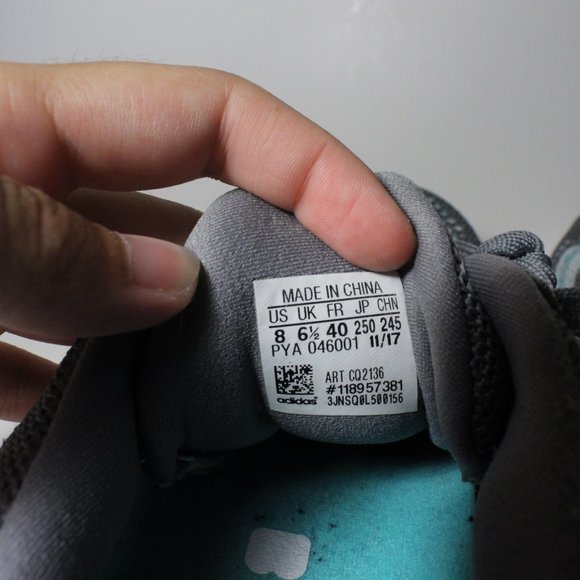 MADE IN CHINA
US UK FR JP CHN
8 6½ 40 250 245
PYA 046001 11/17
ART CQ2136
#118957381
adidas 3JNSQ0L500156